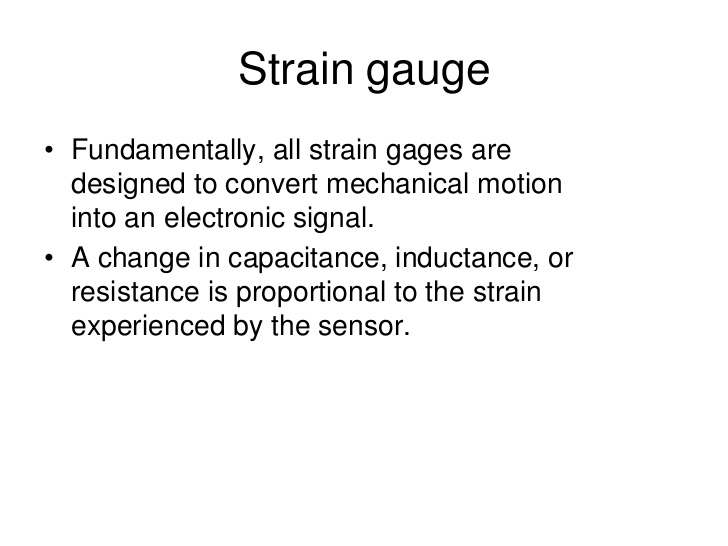 Strain gauge
• Fundamentally, all strain gages are
designed to convert mechanical motion
into an electronic signal.
• A change in capacitance, inductance, or
resistance is proportional to the strain
experienced by the sensor.